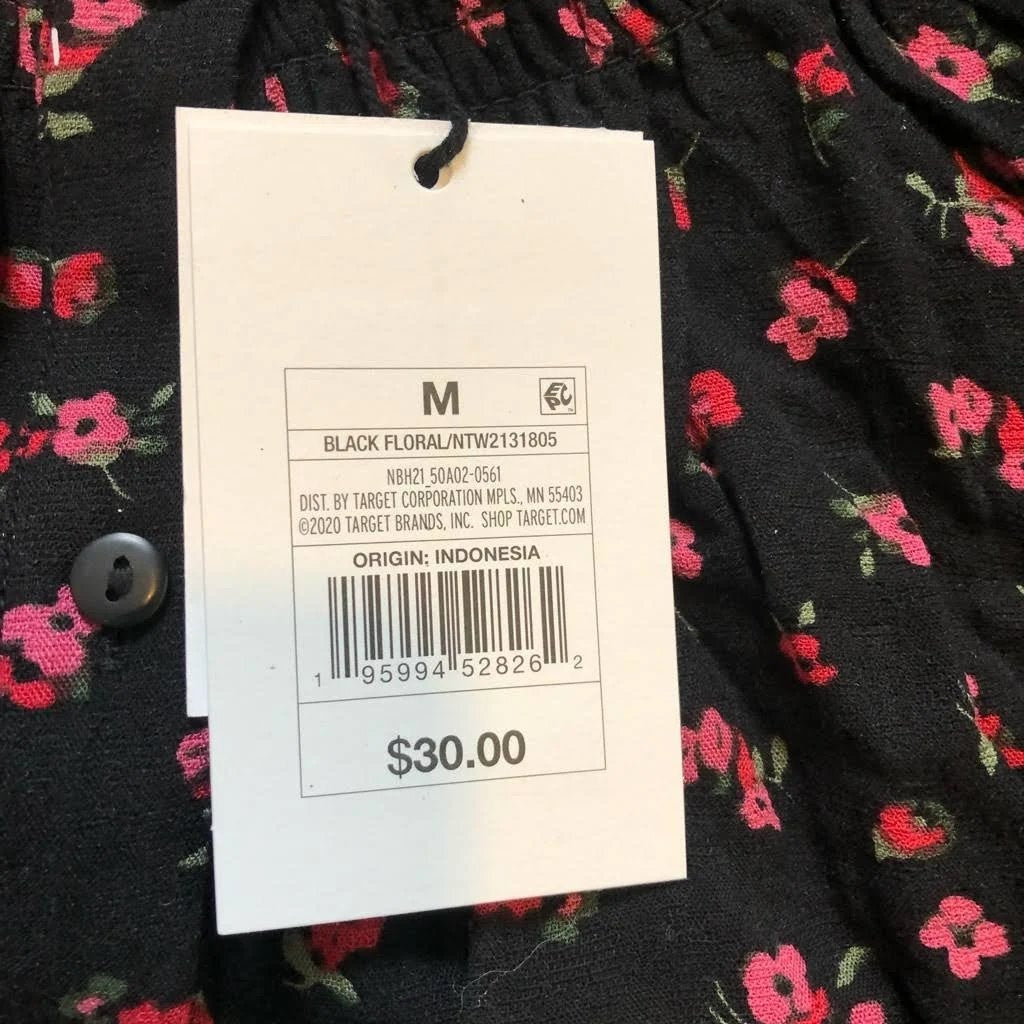 M
EPC™
BLACK FLORAL/NTW2131805
NBH21_50A02-0561
DIST. BY TARGET CORPORATION MPLS., MN 55403
©2020 TARGET BRANDS, INC. SHOP TARGET.COM
ORIGIN: INDONESIA
1 95994 52826 2
$30.00